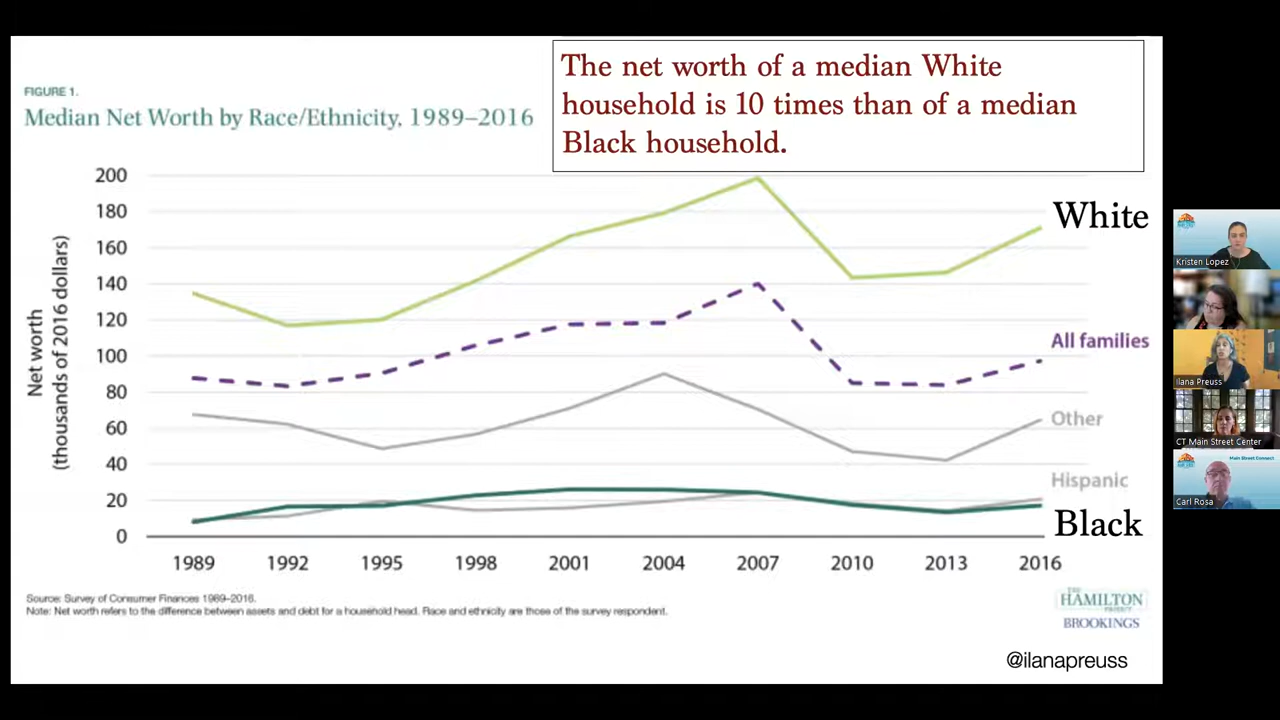 The net worth of a median White
household is 10 times than of a median
Black household.
FIGURE 1.
Median Net Worth by Race/Ethnicity, 1989–2016
Net worth
(thousands of 2016 dollars)
200
180
160
140
120
100
80
60
40
20
0
White
All families
Other
Hispanic
Black
1989 1992 1995 1998 2001 2004 2007 2010 2013 2016
Source: Survey of Consumer Finances 1989–2016.
Note: Net worth refers to the difference between assets and debt for a household head. Race and ethnicity are those of the survey respondent.
THE
HAMILTON
PROJECT
BROOKINGS
@ilanapreuss
Kristen Lopez
Ilana Preuss
CT Main Street Center
Main Street Connect
Carl Rosa